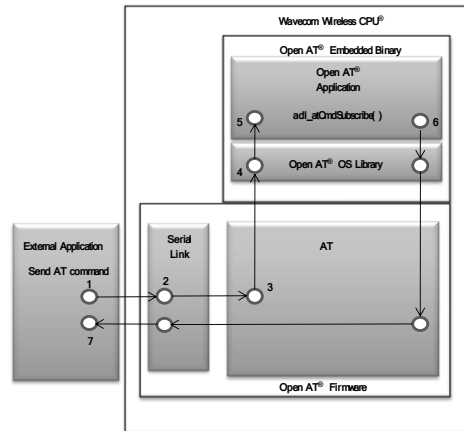 Wavecom Wireless CPU®
Open AT® Embedded Binary
Open AT®
Application
adl_atCmdSubscribe( )
5
6
4
Open AT® OS Library
External Application
Send AT command
1
7
Serial
Link
2
AT
3
Open AT® Firmware